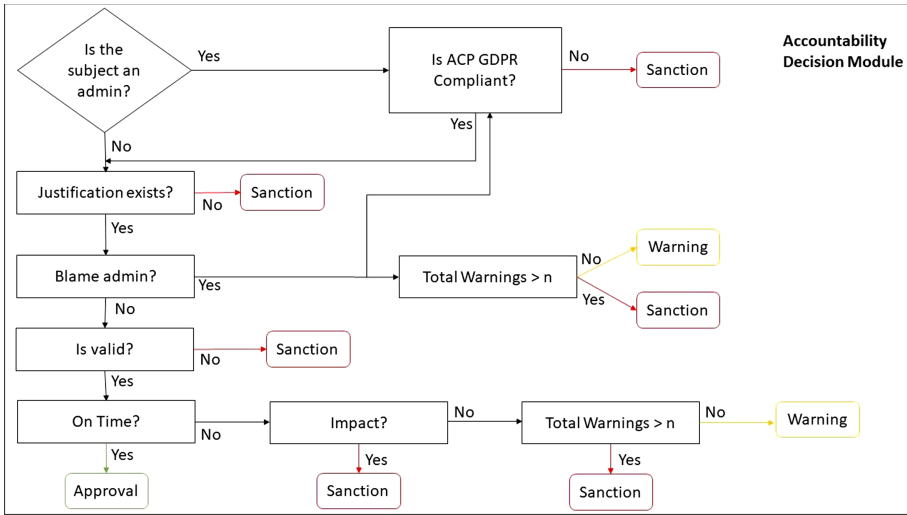 Is the
subject an
admin?
Yes
Is ACP GDPR
Compliant?
No
Sanction
Accountability
Decision Module
Yes
No
Justification exists?
No
Sanction
Yes
Blame admin?
Yes
Total Warnings > n
No
Warning
Yes
Sanction
No
Is valid?
No
Sanction
Yes
On Time?
No
Impact?
No
Total Warnings > n
No
Warning
Yes
Approval
Yes
Sanction
Yes
Sanction